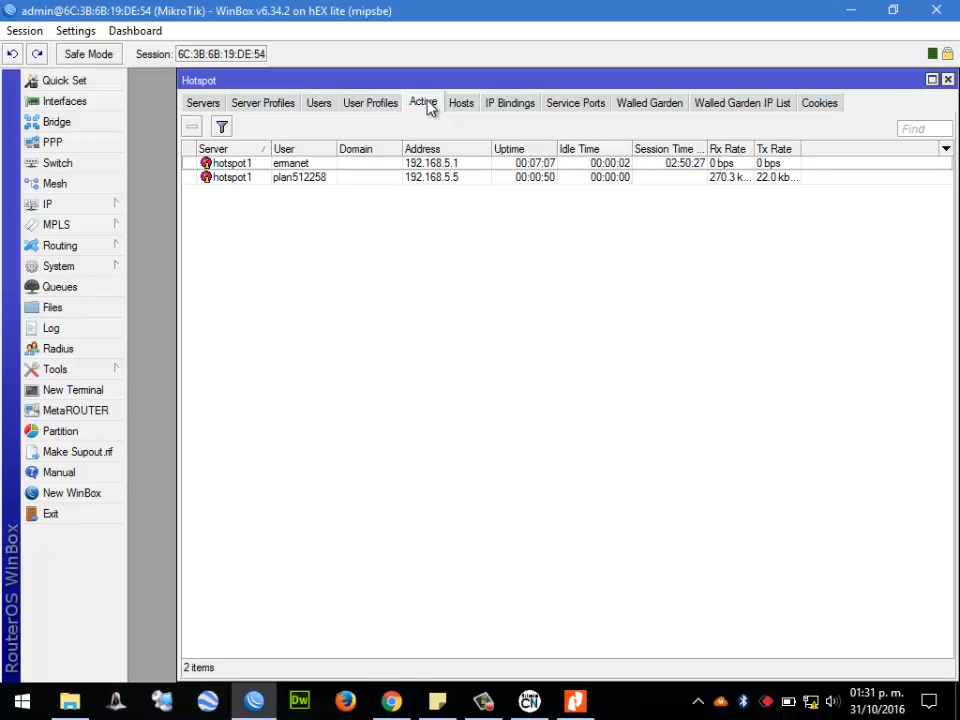 admin@6C:3B:6B:19:DE:54 (MikroTik) - WinBox v6.34.2 on hEX lite (mipsbe)
Session Settings Dashboard
Safe Mode Session: 6C:3B:6B:19:DE:54
Quick Set
Interfaces
Bridge
PPP
Switch
Mesh
IP
MPLS
Routing
System
Queues
Files
Log
Radius
Tools
New Terminal
MetaROUTER
Partition
Make Supout.rif
Manual
New WinBox
Exit
RouterOS WinBox
Hotspot
Servers Server Profiles Users User Profiles Active Hosts IP Bindings Service Ports Walled Garden Walled Garden IP List Cookies
Find
Server User Domain Address Uptime Idle Time Session Time ... Rx Rate Tx Rate
hotspot1 emanet 192.168.5.1 00:07:07 00:00:02 02:50:27 0 bps 0 bps
hotspot1 plan512258 192.168.5.5 00:00:50 00:00:00 270.3 k... 22.0 kb...
2 items
Dw
CN
01:31 p. m.
31/10/2016